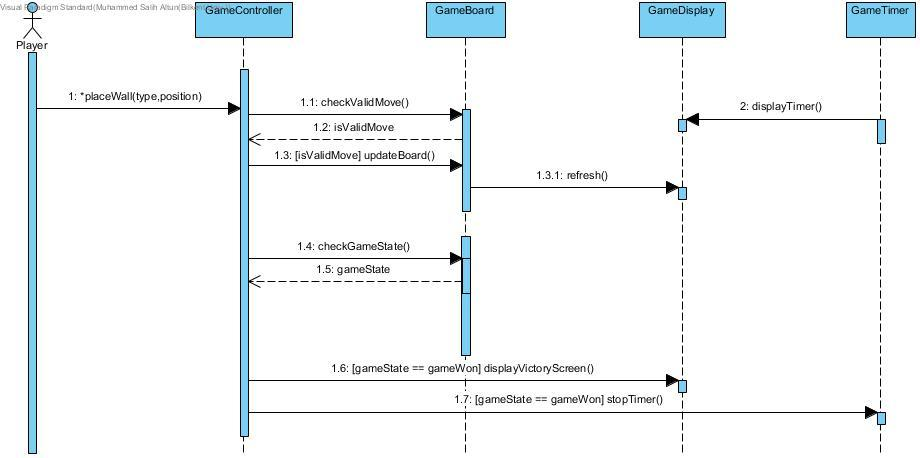 Visual Paradigm Standard(Muhammed Salih Altun(Bilkent
GameController
GameBoard
GameDisplay
GameTimer
Player
1: *placeWall(type,position)
1.1: checkValidMove()
2: displayTimer()
1.2: isValidMove
1.3: [isValidMove] updateBoard()
1.3.1: refresh()
1.4: checkGameState()
1.5: gameState
1.6: [gameState == gameWon] displayVictoryScreen()
1.7: [gameState == gameWon] stopTimer()